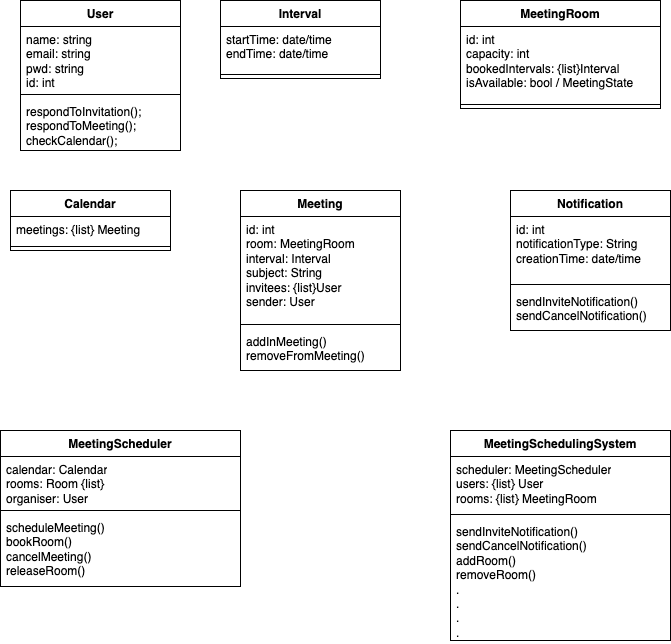 User
name: string
email: string
pwd: string
id: int
respondToInvitation();
respondToMeeting();
checkCalendar();
Interval
startTime: date/time
endTime: date/time
MeetingRoom
id: int
capacity: int
bookedIntervals: {list}Interval
isAvailable: bool / MeetingState
Calendar
meetings: {list} Meeting
Meeting
id: int
room: MeetingRoom
interval: Interval
subject: String
invitees: {list}User
sender: User
addInMeeting()
removeFromMeeting()
Notification
id: int
notificationType: String
creationTime: date/time
sendInviteNotification()
sendCancelNotification()
MeetingScheduler
calendar: Calendar
rooms: Room {list}
organiser: User
scheduleMeeting()
bookRoom()
cancelMeeting()
releaseRoom()
MeetingSchedulingSystem
scheduler: MeetingScheduler
users: {list} User
rooms: {list} MeetingRoom
sendInviteNotification()
sendCancelNotification()
addRoom()
removeRoom()
.
.
.
.